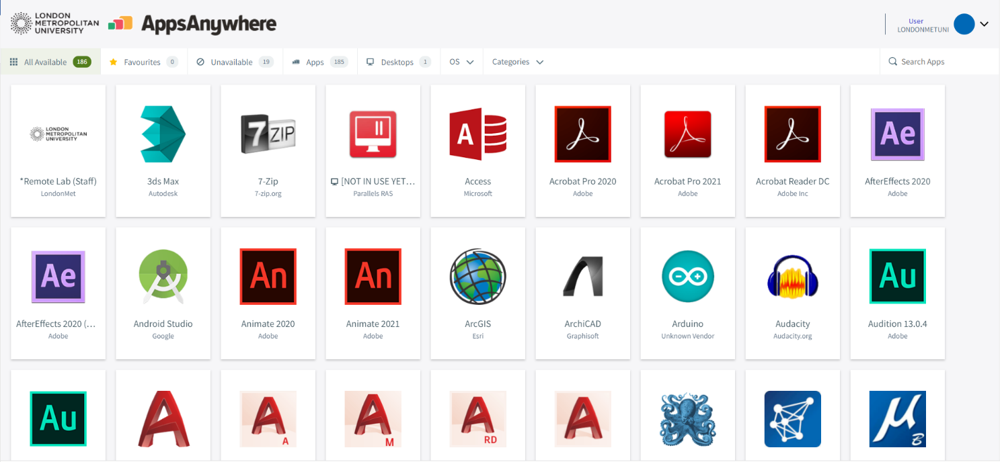 LONDON
METROPOLITAN
UNIVERSITY
AppsAnywhere
User
LONDONMETUNI
All Available 186
Favourites 0
Unavailable 19
Apps 185
Desktops 1
OS
Categories
Search Apps
LONDON
METROPOLITAN
UNIVERSITY
*Remote Lab (Staff)
LondonMet
3ds Max
Autodesk
7 ZIP
7-Zip
7-zip.org
[NOT IN USE YET...
Parallels RAS
A
Access
Microsoft
Acrobat Pro 2020
Adobe
Acrobat Pro 2021
Adobe
Acrobat Reader DC
Adobe Inc
Ae
AfterEffects 2020
Adobe
Ae
AfterEffects 2020 (...
Adobe
Android Studio
Google
An
Animate 2020
Adobe
An
Animate 2021
Adobe
ArcGIS
Esri
ArchiCAD
Graphisoft
Arduino
Unknown Vendor
Audacity
Audacity.org
Au
Audition 13.0.4
Adobe
Au
A
A
A
A
M
A
RD
A
μ
B